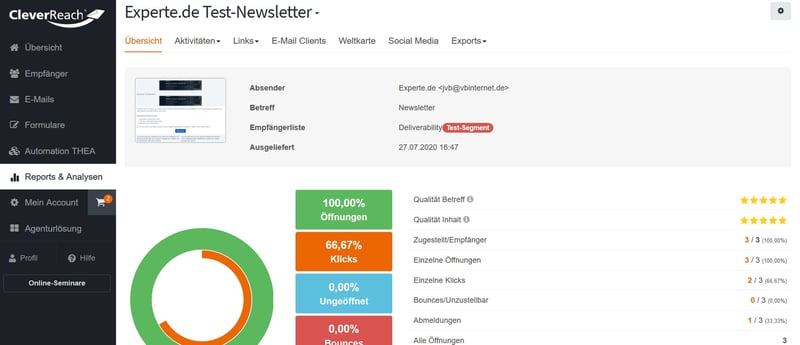 CleverReach
Experte.de Test-Newsletter
Übersicht
Aktivitäten
Links
E-Mail Clients
Weltkarte
Social Media
Exports
Übersicht
Empfänger
E-Mails
Formulare
Automation THEA
Reports & Analysen
Mein Account
2
Agenturlösung
Profil
Hilfe
Online-Seminare
Absender
Experte.de <jvb@vbinternet.de>
Betreff
Newsletter
Empfängerliste
Deliverability Test-Segment
Ausgeliefert
27.07.2020 16:47
100,00%
Öffnungen
66,67%
Klicks
0,00%
Ungeöffnet
0,00%
Bounces
Qualität Betreff
Qualität Inhalt
Zugestellt/Empfänger
3 / 3 (100,00%)
Einzelne Öffnungen
3 / 3 (100,00%)
Einzelne Klicks
2 / 3 (66,67%)
Bounces/Unzustellbar
0 / 3 (0,00%)
Abmeldungen
1 / 3 (33,33%)
Alle Öffnungen
3